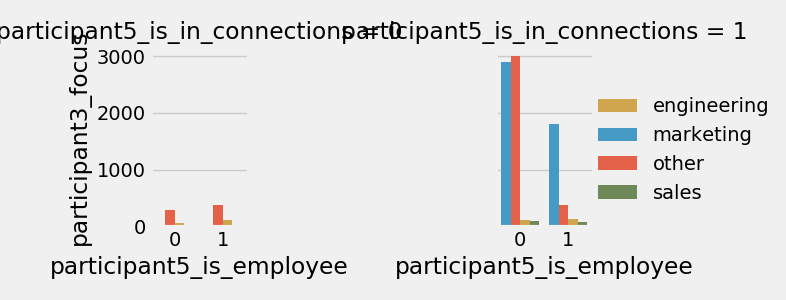 participant5_is_in_connections = 0
participant5_is_in_connections = 1
participant3_focus
3000
2000
1000
0
0 1
0 1
participant5_is_employee
participant5_is_employee
engineering
marketing
other
sales